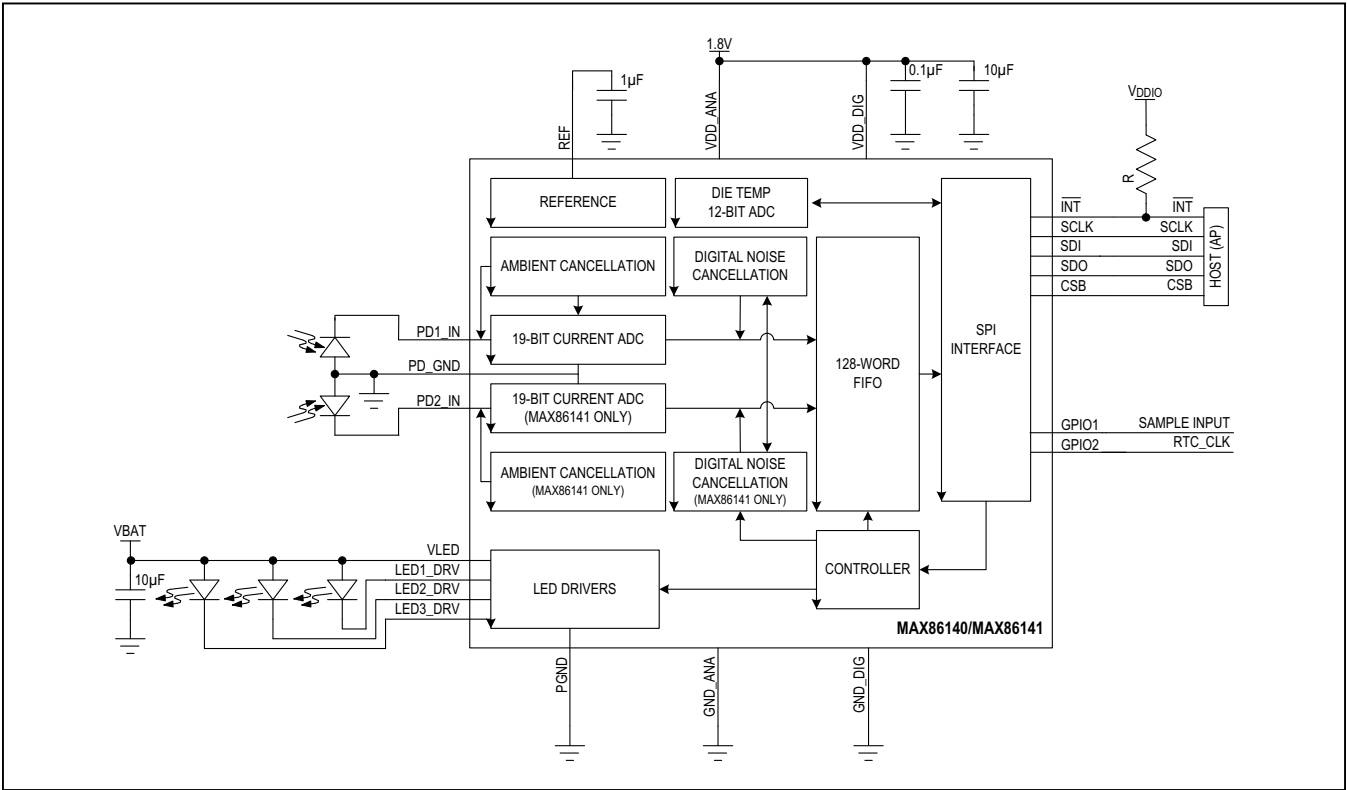 1.8V
1µF
0.1µF
10µF
VDDIO
REF
VDD_ANA
VDD_DIG
R
REFERENCE
DIE TEMP
12-BIT ADC
INT
INT
SCLK
SCLK
SDI
SDI
SDO
SDO
CSB
CSB
HOST (AP)
AMBIENT CANCELLATION
DIGITAL NOISE
CANCELLATION
PD1_IN
19-BIT CURRENT ADC
PD_GND
PD2_IN
19-BIT CURRENT ADC
(MAX86141 ONLY)
128-WORD
FIFO
SPI
INTERFACE
GPIO1
SAMPLE INPUT
GPIO2
RTC_CLK
AMBIENT CANCELLATION
(MAX86141 ONLY)
DIGITAL NOISE
CANCELLATION
(MAX86141 ONLY)
VBAT
10µF
VLED
LED1_DRV
LED2_DRV
LED3_DRV
LED DRIVERS
CONTROLLER
MAX86140/MAX86141
PGND
GND_ANA
GND_DIG